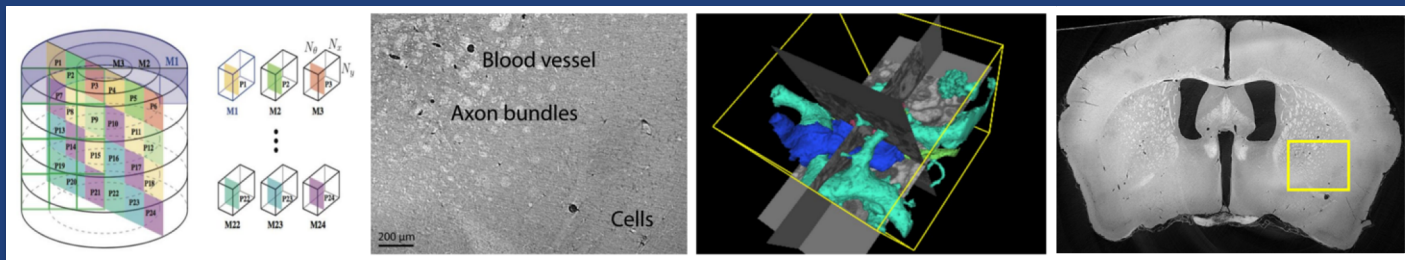 M1
M2
M3
P1
P2
P3
P4
P5
P6
P7
P8
P9
P10
P11
P12
P13
P14
P15
P16
P17
P18
P19
P20
P21
P22
P23
P24
Nθ
Nx
Ny
P1
P2
P3
M1
M2
M3
P22
P23
P24
M22
M23
M24
Blood vessel
Axon bundles
Cells
200 µm